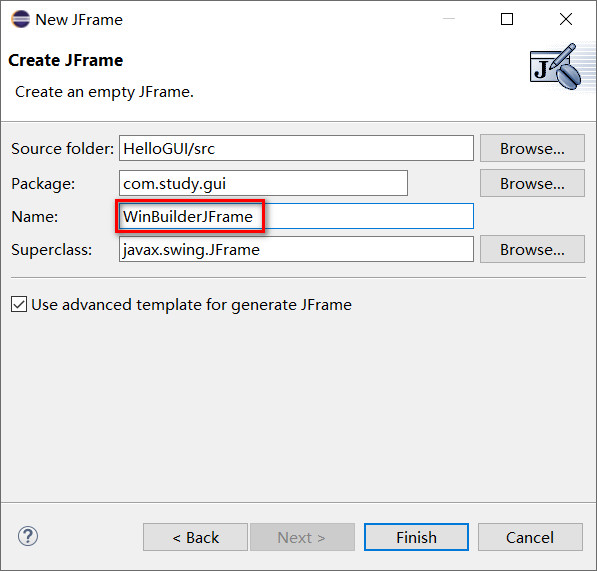 New JFrame
Create JFrame
Create an empty JFrame.
J
Source folder: HelloGUI/src Browse...
Package: com.study.gui Browse...
Name: WinBuilderJFrame
Superclass: javax.swing.JFrame Browse...
Use advanced template for generate JFrame
? < Back Next > Finish Cancel